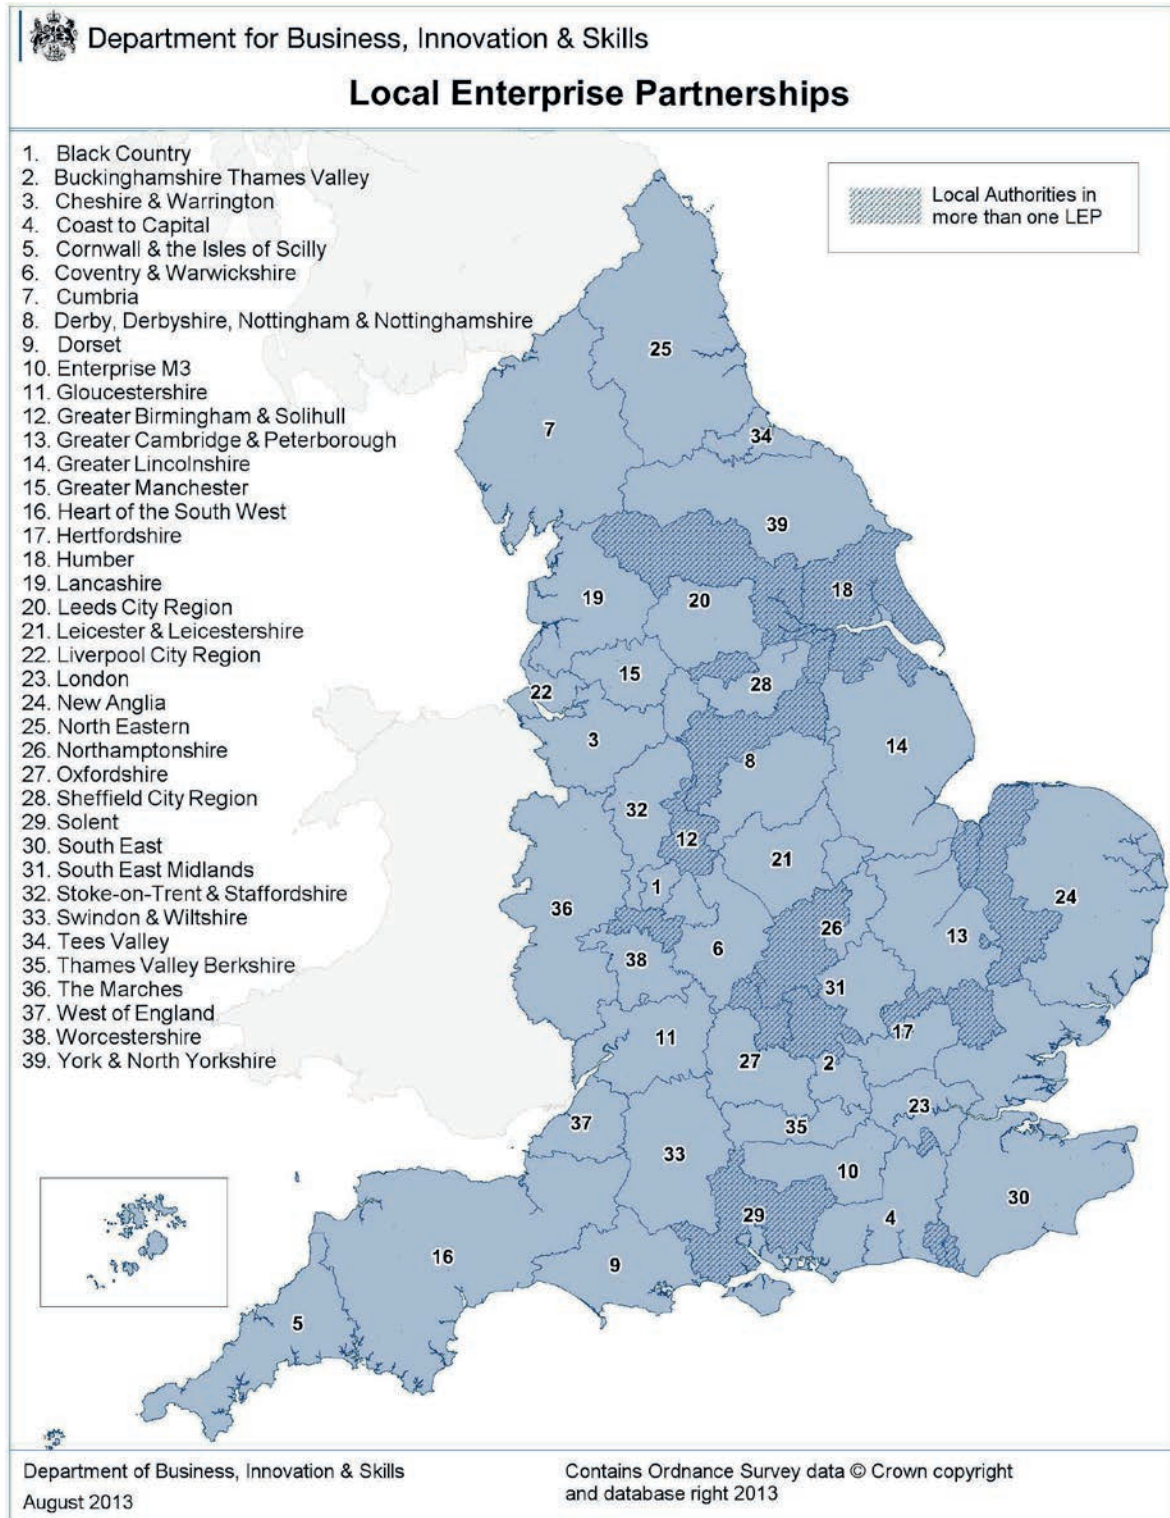 Department for Business, Innovation & Skills
Local Enterprise Partnerships
1. Black Country
2. Buckinghamshire Thames Valley
3. Cheshire & Warrington
4. Coast to Capital
5. Cornwall & the Isles of Scilly
6. Coventry & Warwickshire
7. Cumbria
8. Derby, Derbyshire, Nottingham & Nottinghamshire
9. Dorset
10. Enterprise M3
11. Gloucestershire
12. Greater Birmingham & Solihull
13. Greater Cambridge & Peterborough
14. Greater Lincolnshire
15. Greater Manchester
16. Heart of the South West
17. Hertfordshire
18. Humber
19. Lancashire
20. Leeds City Region
21. Leicester & Leicestershire
22. Liverpool City Region
23. London
24. New Anglia
25. North Eastern
26. Northamptonshire
27. Oxfordshire
28. Sheffield City Region
29. Solent
30. South East
31. South East Midlands
32. Stoke-on-Trent & Staffordshire
33. Swindon & Wiltshire
34. Tees Valley
35. Thames Valley Berkshire
36. The Marches
37. West of England
38. Worcestershire
39. York & North Yorkshire
Local Authorities in
more than one LEP
25
7
34
39
18
19
20
15
28
22
3
14
8
32
12
21
1
24
36
26
13
6
38
31
17
11
27
2
23
37
35
33
10
30
29
4
16
9
5
Department of Business, Innovation & Skills
August 2013
Contains Ordnance Survey data © Crown copyright
and database right 2013